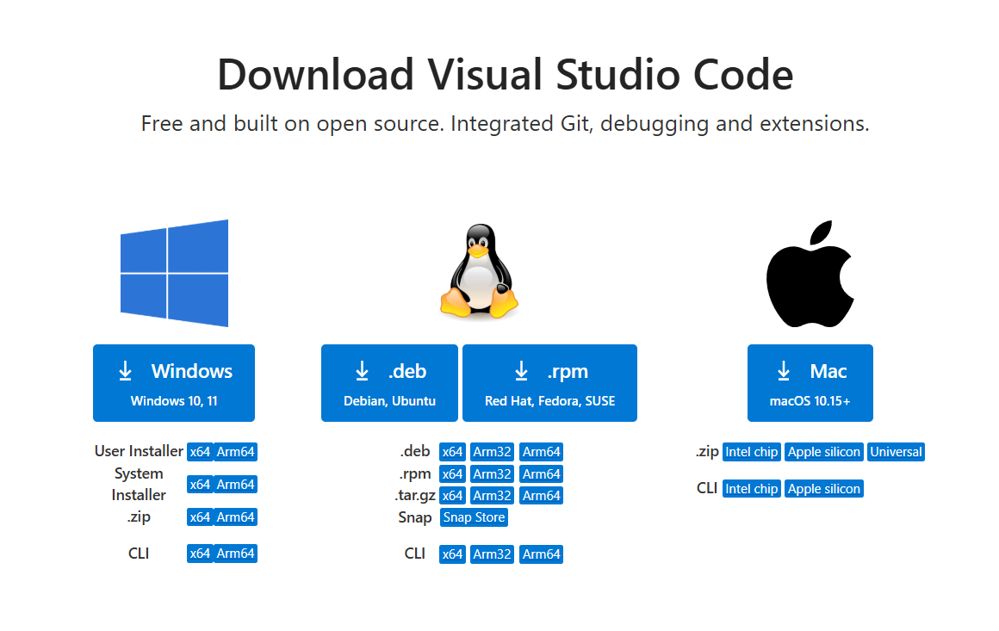 Download Visual Studio Code
Free and built on open source. Integrated Git, debugging and extensions.
Windows
Windows 10, 11
User Installer x64 Arm64
System
Installer x64 Arm64
.zip x64 Arm64
CLI x64 Arm64
.deb
Debian, Ubuntu
.rpm
Red Hat, Fedora, SUSE
.deb x64 Arm32 Arm64
.rpm x64 Arm32 Arm64
.tar.gz x64 Arm32 Arm64
Snap Snap Store
CLI x64 Arm32 Arm64
Mac
macOS 10.15+
.zip Intel chip Apple silicon Universal
CLI Intel chip Apple silicon